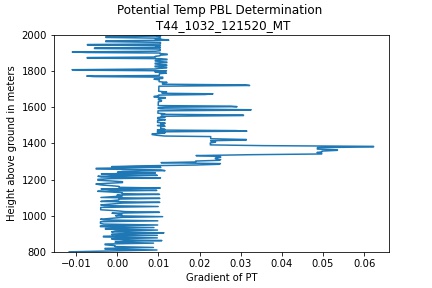 Potential Temp PBL Determination
T44_1032_121520_MT
Height above ground in meters
2000
1800
1600
1400
1200
1000
800
−0.01 0.00 0.01 0.02 0.03 0.04 0.05 0.06
Gradient of PT